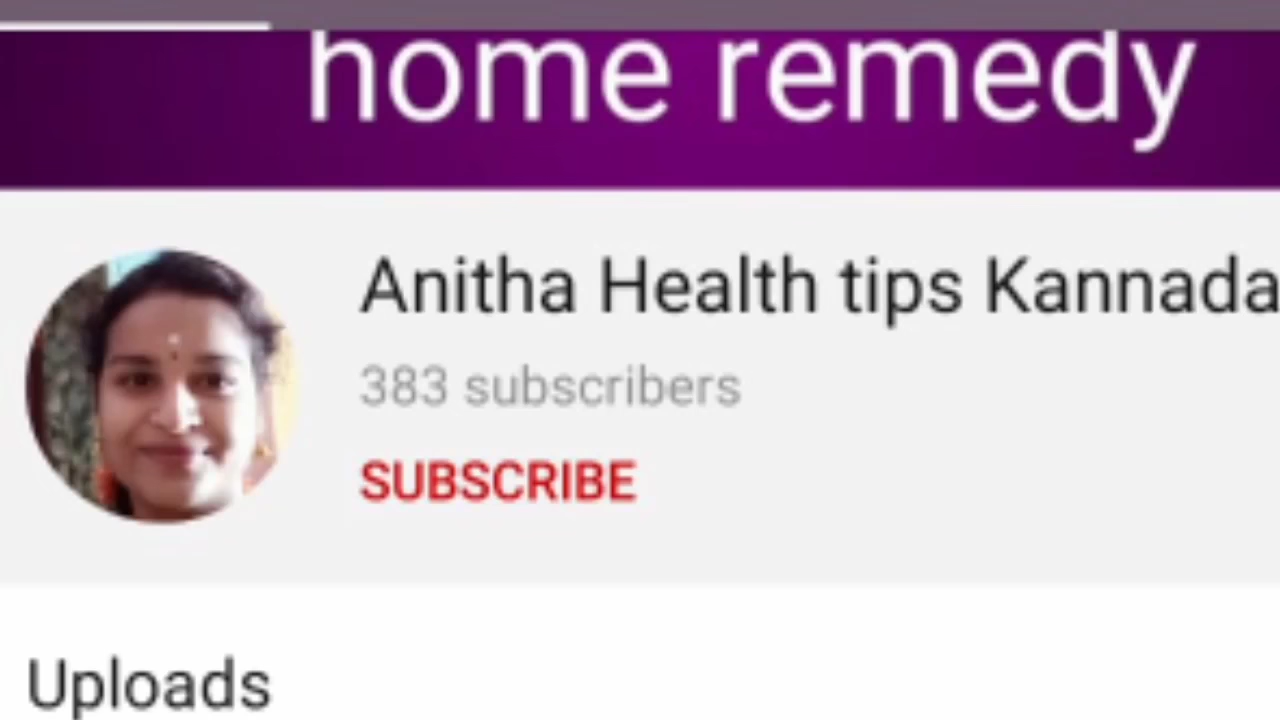 home remedy
Anitha Health tips Kannada
383 subscribers
SUBSCRIBE
Uploads